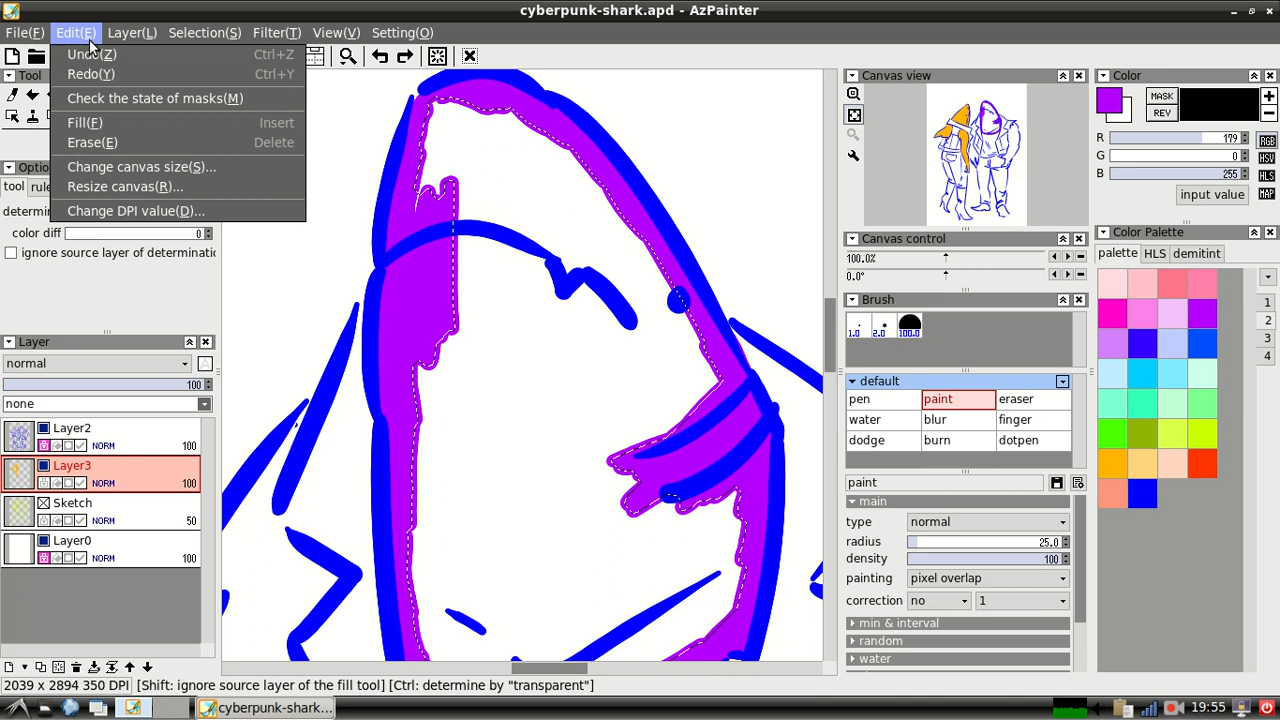 cyberpunk-shark.apd - AzPainter
File(F) Edit(E) Layer(L) Selection(S) Filter(T) View(V) Setting(O)
Undo(Z) Ctrl+Z
Redo(Y) Ctrl+Y
Check the state of masks(M)
Fill(F) Insert
Erase(E) Delete
Change canvas size(S)...
Resize canvas(R)...
Change DPI value(D)...
Tool
Optio
tool rule
determin
color diff 0
ignore source layer of determinatio
Layer
normal
100
none
Layer2
NORM 100
Layer3
NORM 100
Sketch
NORM 50
Layer0
NORM 100
Canvas view
Canvas control
100.0%
0.0°
Brush
1.0 2.0 100.0
default
pen paint eraser
water blur finger
dodge burn dotpen
paint
main
type normal
radius 25.0
density 100
painting pixel overlap
correction no 1
min & interval
random
water
Color
MASK
REV
R 179
G 0
B 255
input value
RGB
HSV
HLS
MAP
Color Palette
palette HLS demitint
1
2
3
4
2039 x 2894 350 DPI [Shift: ignore source layer of the fill tool] [Ctrl: determine by "transparent"]
cyberpunk-shark... 19:55